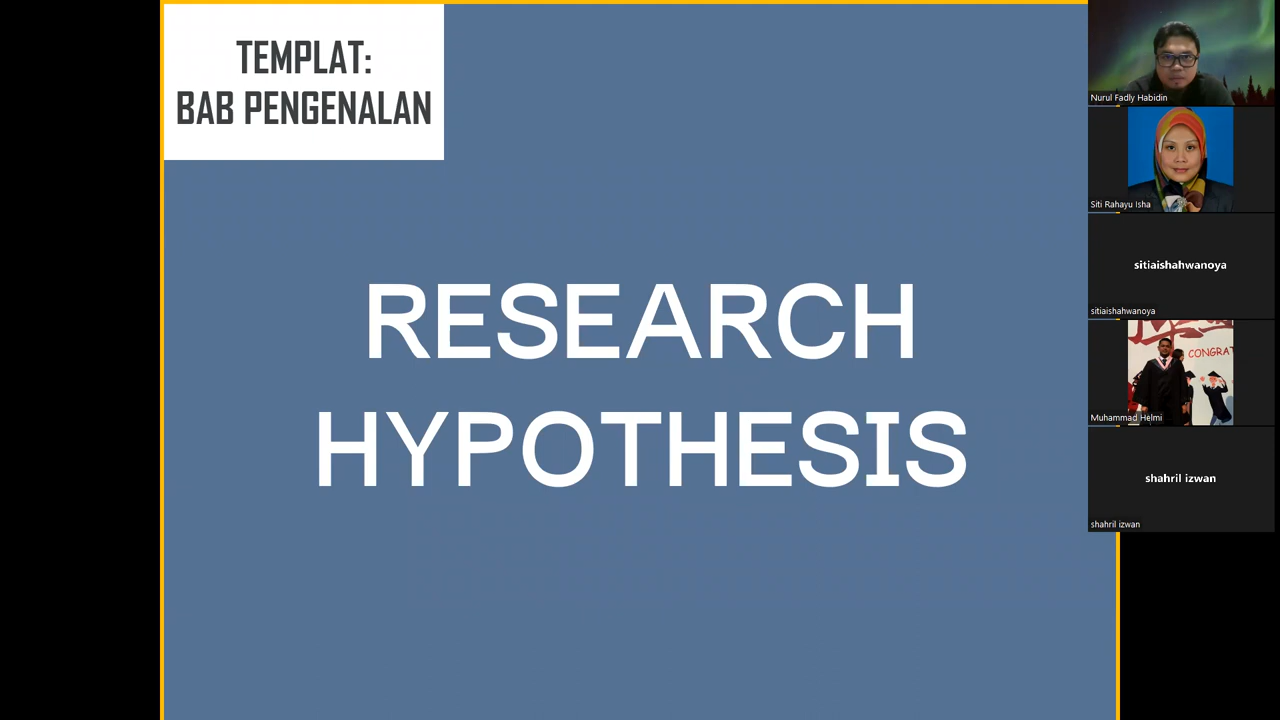 TEMPLAT:
BAB PENGENALAN
RESEARCH
HYPOTHESIS
Nurul Fadly Habidin
Siti Rahayu Isha
sitiaishahwanoya
sitiaishahwanoya
CONGRAT
Muhammad Helmi
shahril izwan
shahril izwan